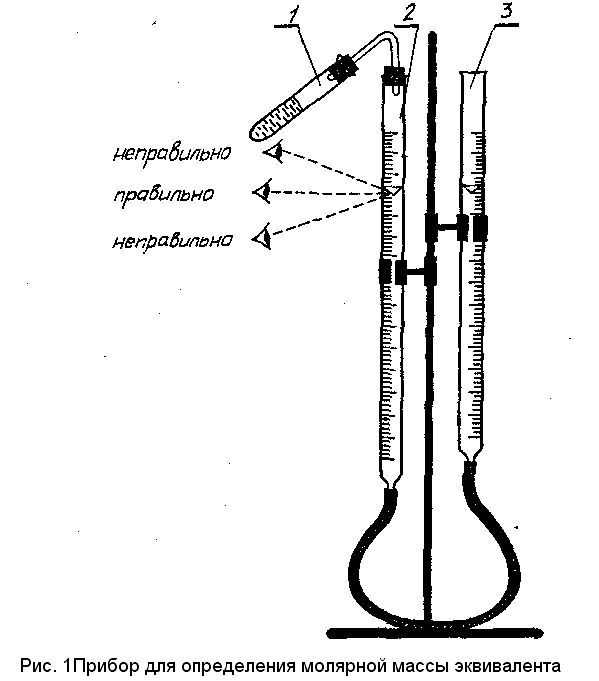 1 2 3
неправильно
правильно
неправильно
Рис. 1Прибор для определения молярной массы эквивалента